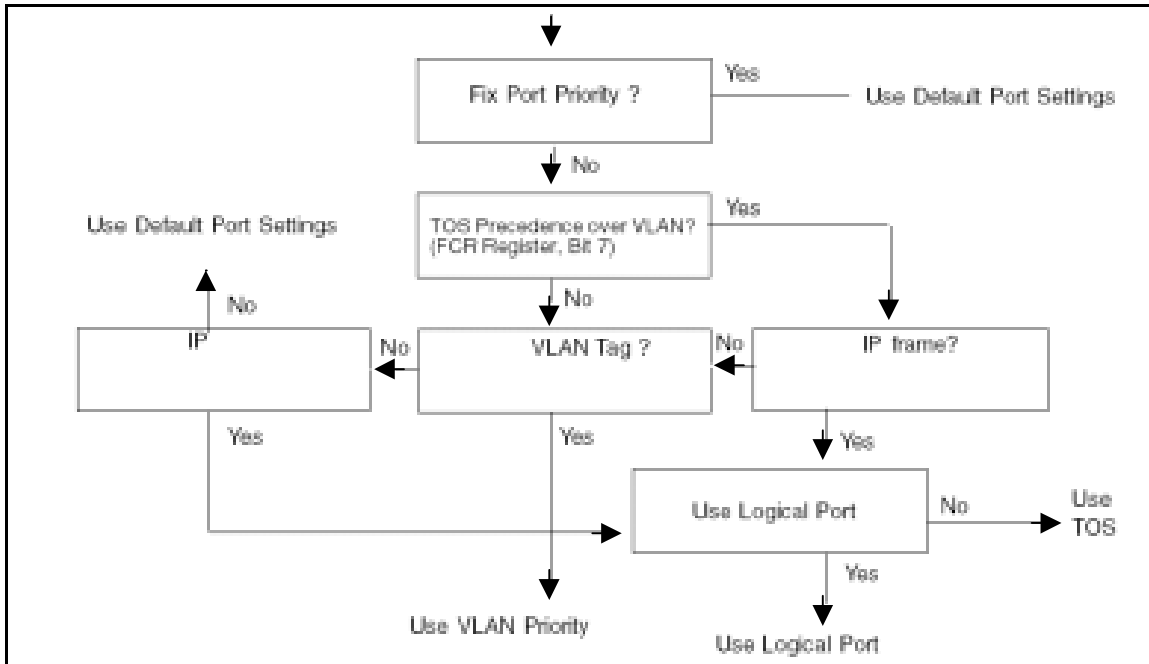 Fix Port Priority ?
Yes
Use Default Port Settings
No
Use Default Port Settings
TOS Precedence over VLAN?
(FCR Register, Bit 7)
Yes
No
No
IP
No
VLAN Tag ?
No
IP frame?
Yes
Yes
Yes
Use Logical Port
No
Use
TOS
Yes
Use VLAN Priority
Use Logical Port